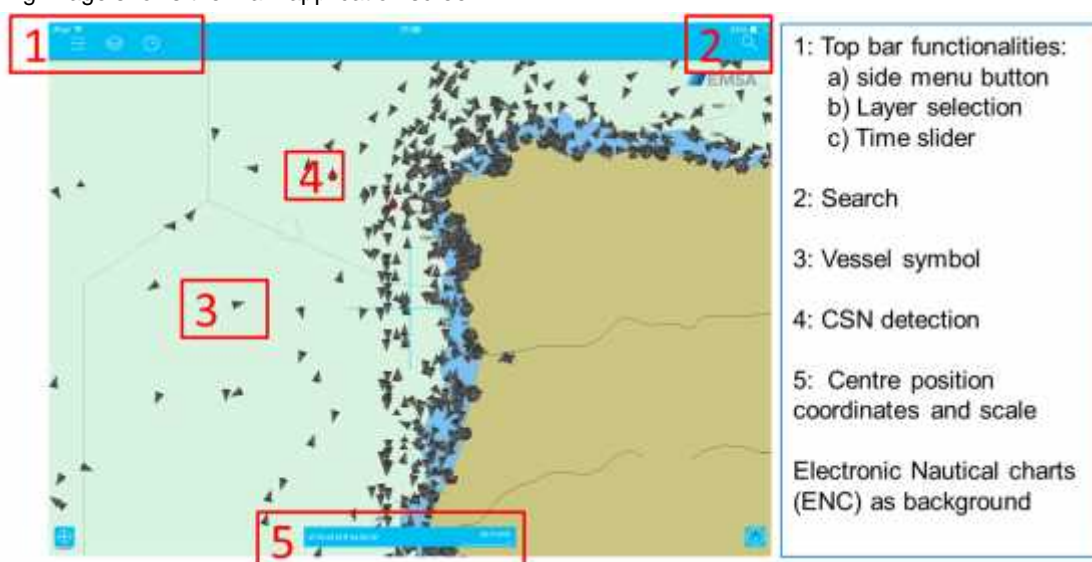 1
2
EMSA
4
3
5
1: Top bar functionalities:
a) side menu button
b) Layer selection
c) Time slider
2: Search
3: Vessel symbol
4: CSN detection
5: Centre position
coordinates and scale
Electronic Nautical charts
(ENC) as background